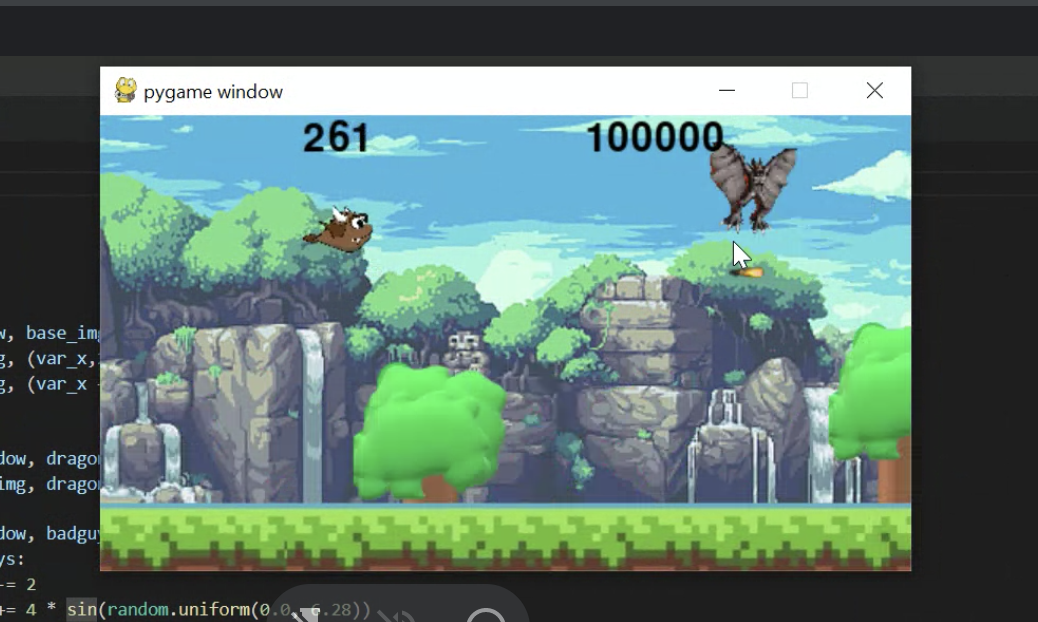 pygame window
261 100000
w, base_im
g, (var_x,
g, (var_x
dow, drago
img, drago
dow, badgu
ys:
-= 2
+= 4 * sin(random.uniform(0.0, 6.28))